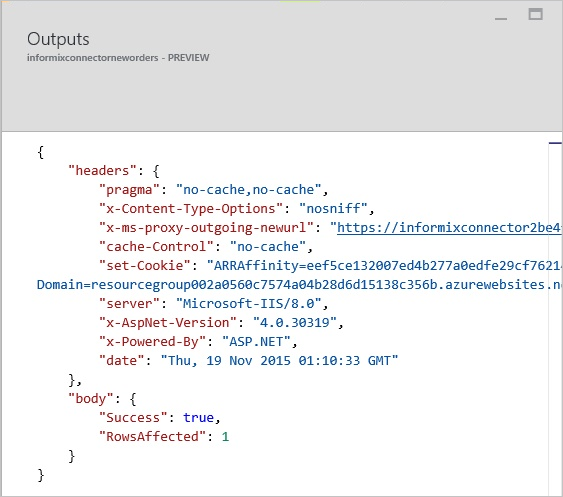 Outputs
informixconnectorneworders - PREVIEW
{
"headers": {
"pragma": "no-cache,no-cache",
"x-Content-Type-Options": "nosniff",
"x-ms-proxy-outgoing-newurl": "https://informixconnector2be4
"cache-Control": "no-cache",
"set-Cookie": "ARRAffinity=eef5ce132007ed4b277a0edfe29cf7621
Domain=resourcegroup002a0560c7574a04b28d6d15138c356b.azurewebsites.n
"server": "Microsoft-IIS/8.0",
"x-AspNet-Version": "4.0.30319",
"x-Powered-By": "ASP.NET",
"date": "Thu, 19 Nov 2015 01:10:33 GMT"
},
"body": {
"Success": true,
"RowsAffected": 1
}
}